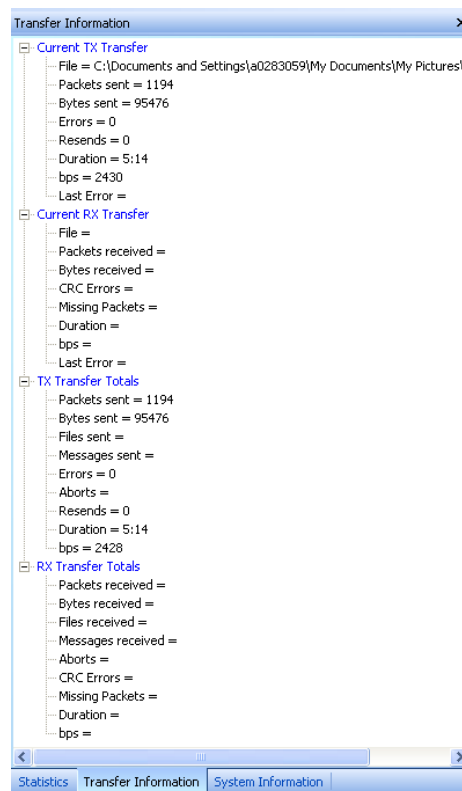 Transfer Information
Current TX Transfer
File = C:\Documents and Settings\a0283059\My Documents\My Pictures\
Packets sent = 1194
Bytes sent = 95476
Errors = 0
Resends = 0
Duration = 5:14
bps = 2430
Last Error =
Current RX Transfer
File =
Packets received =
Bytes received =
CRC Errors =
Missing Packets =
Duration =
bps =
Last Error =
TX Transfer Totals
Packets sent = 1194
Bytes sent = 95476
Files sent =
Messages sent =
Errors = 0
Aborts =
Resends = 0
Duration = 5:14
bps = 2428
RX Transfer Totals
Packets received =
Bytes received =
Files received =
Messages received =
Aborts =
CRC Errors =
Missing Packets =
Duration =
bps =
Statistics Transfer Information System Information